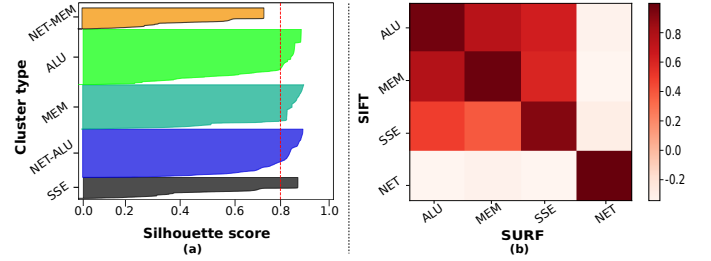 Cluster type
NET-MEM
ALU
MEM
NET-ALU
SSE
0.0 0.2 0.4 0.6 0.8 1.0
Silhouette score
(a)
SIFT
ALU
MEM
SSE
NET
ALU MEM SSE NET
SURF
(b)
0.8
0.6
0.4
0.2
0.0
−0.2